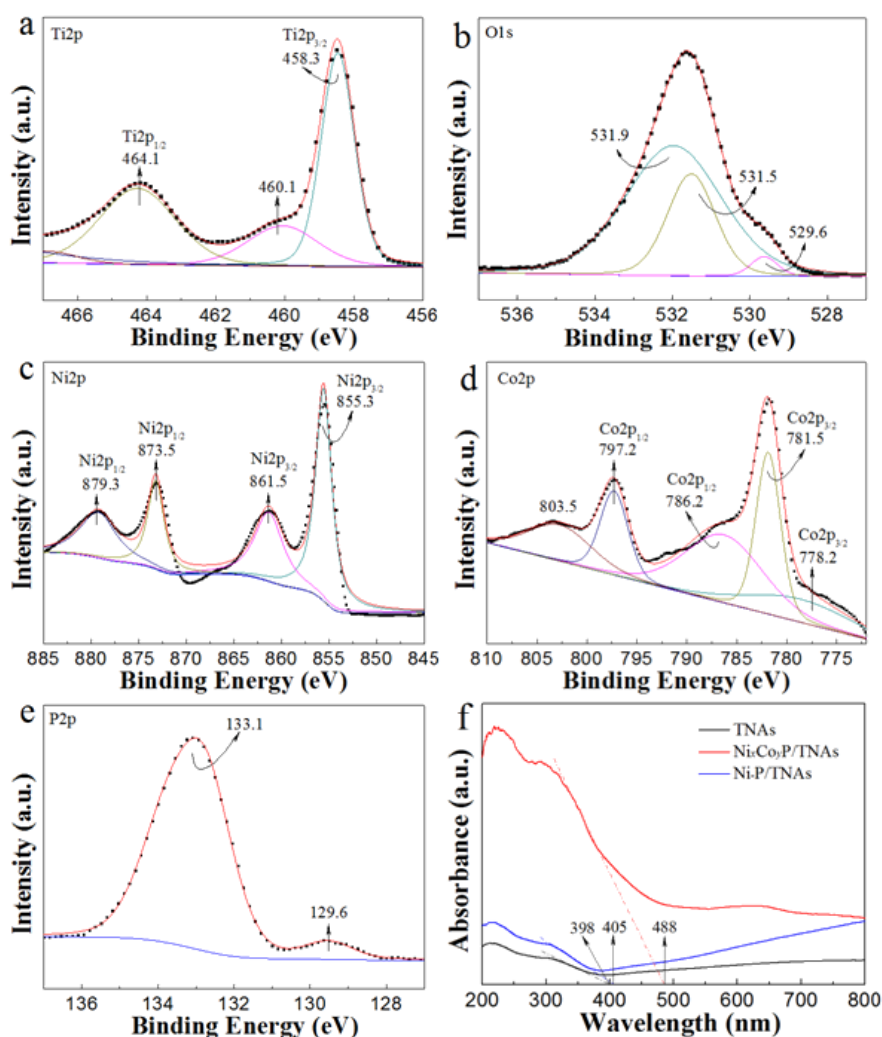 a
Ti2p
Ti2p3/2
458.3
Ti2p1/2
464.1
460.1
Intensity (a.u.)
466 464 462 460 458 456
Binding Energy (eV)
b
O1s
531.9
531.5
529.6
Intensity (a.u.)
536 534 532 530 528
Binding Energy (eV)
c
Ni2p
Ni2p3/2
855.3
Ni2p1/2
873.5
Ni2p3/2
861.5
Ni2p1/2
879.3
Intensity (a.u.)
885 880 875 870 865 860 855 850 845
Binding Energy (eV)
d
Co2p
Co2p3/2
781.5
Co2p1/2
797.2
Co2p1/2
786.2
803.5
Co2p3/2
778.2
Intensity (a.u.)
810 805 800 795 790 785 780 775
Binding Energy (eV)
e
P2p
133.1
129.6
Intensity (a.u.)
136 134 132 130 128
Binding Energy (eV)
f
TNAs
NixCoyP/TNAs
Ni-P/TNAs
398 405 488
Absorbance (a.u.)
200 300 400 500 600 700 800
Wavelength (nm)